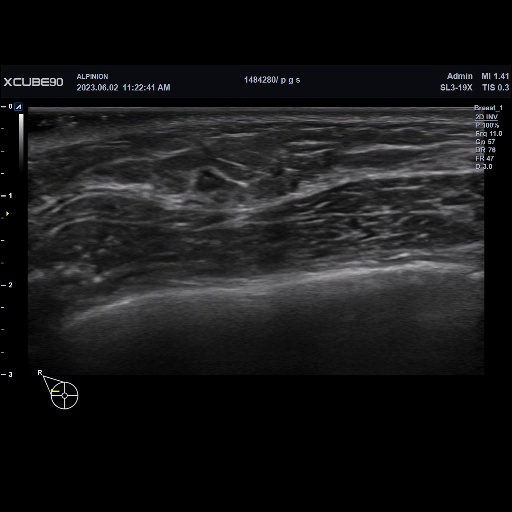 XCUBE90
ALPINION
2023.06.02 11:22:41 AM
1484280/ p g s
Admin MI 1.41
SL3-19X TIS 0.3
Breast_1
2D INV
P 100%
Frq 11.0
Gn 57
DR 76
FR 47
D 3.0
0
1
2
3
R